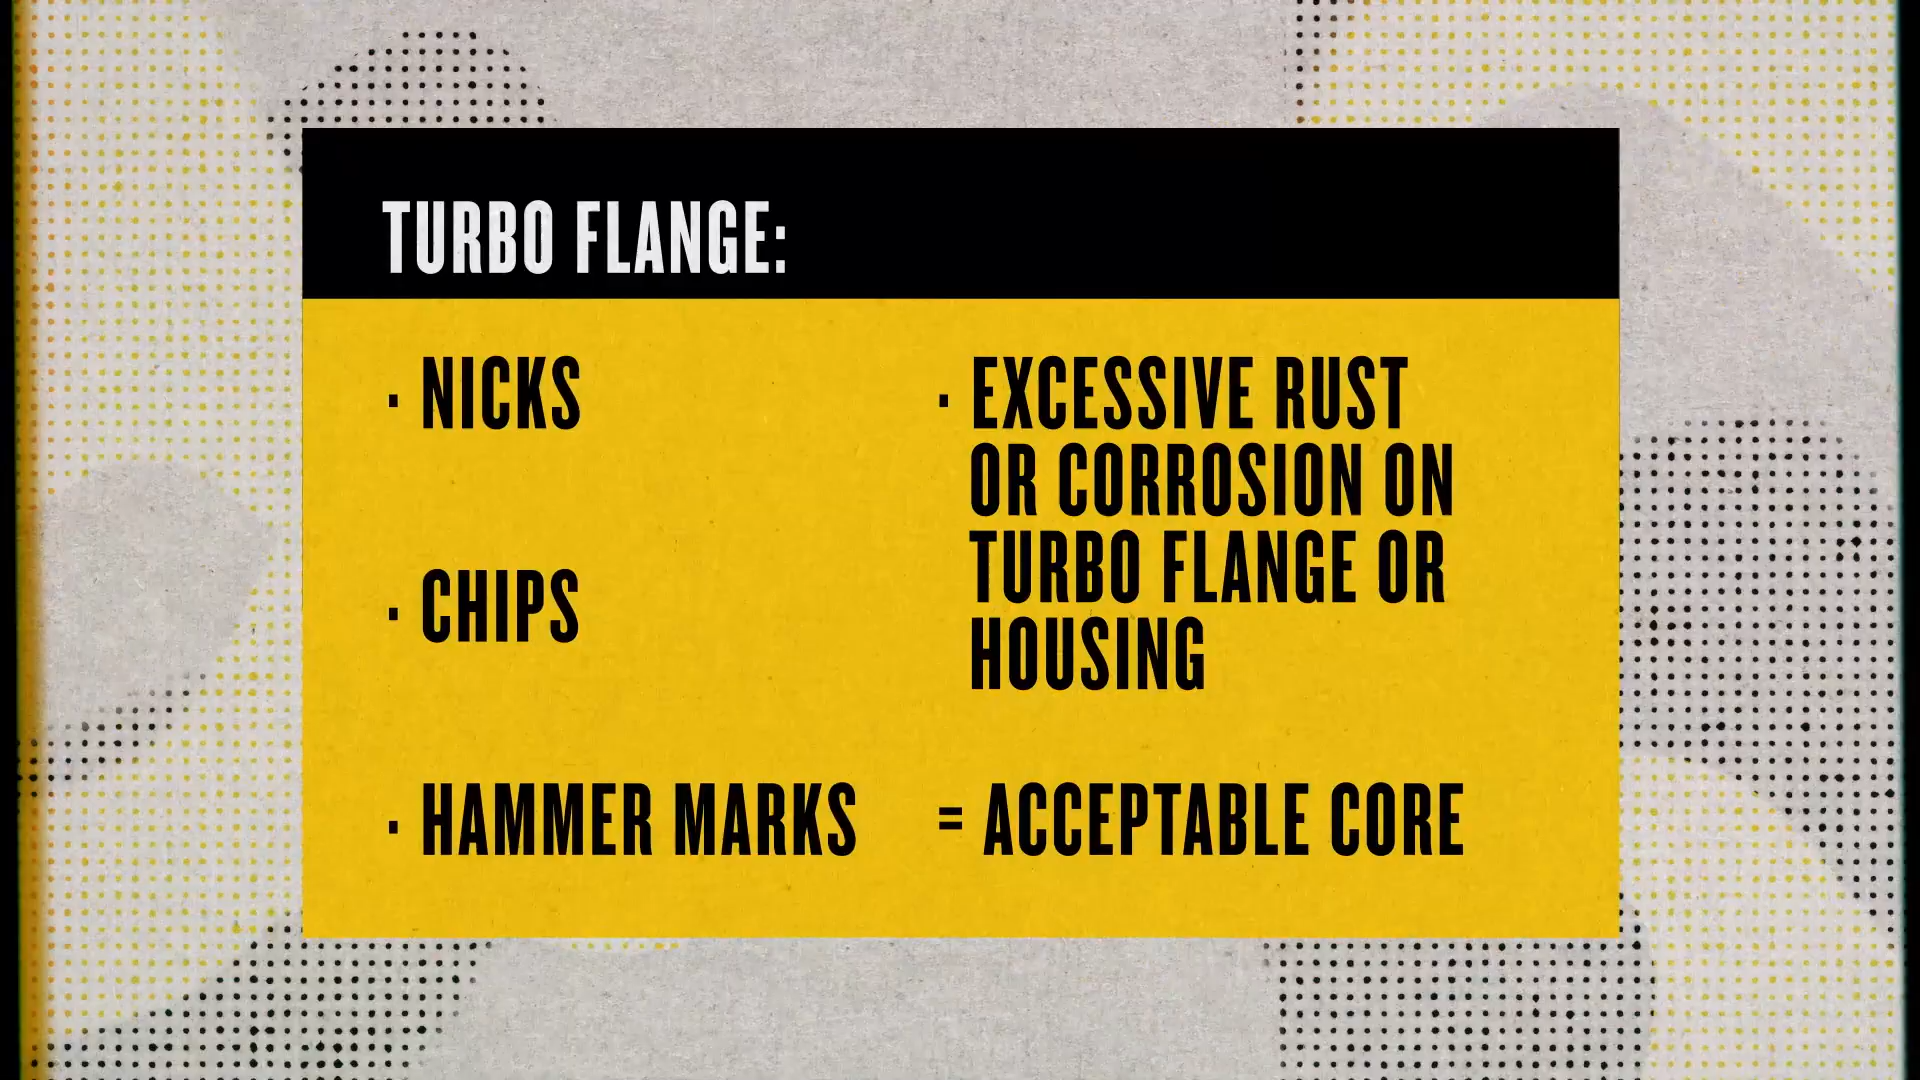 TURBO FLANGE:
· NICKS
· CHIPS
· HAMMER MARKS
· EXCESSIVE RUST
OR CORROSION ON
TURBO FLANGE OR
HOUSING
= ACCEPTABLE CORE